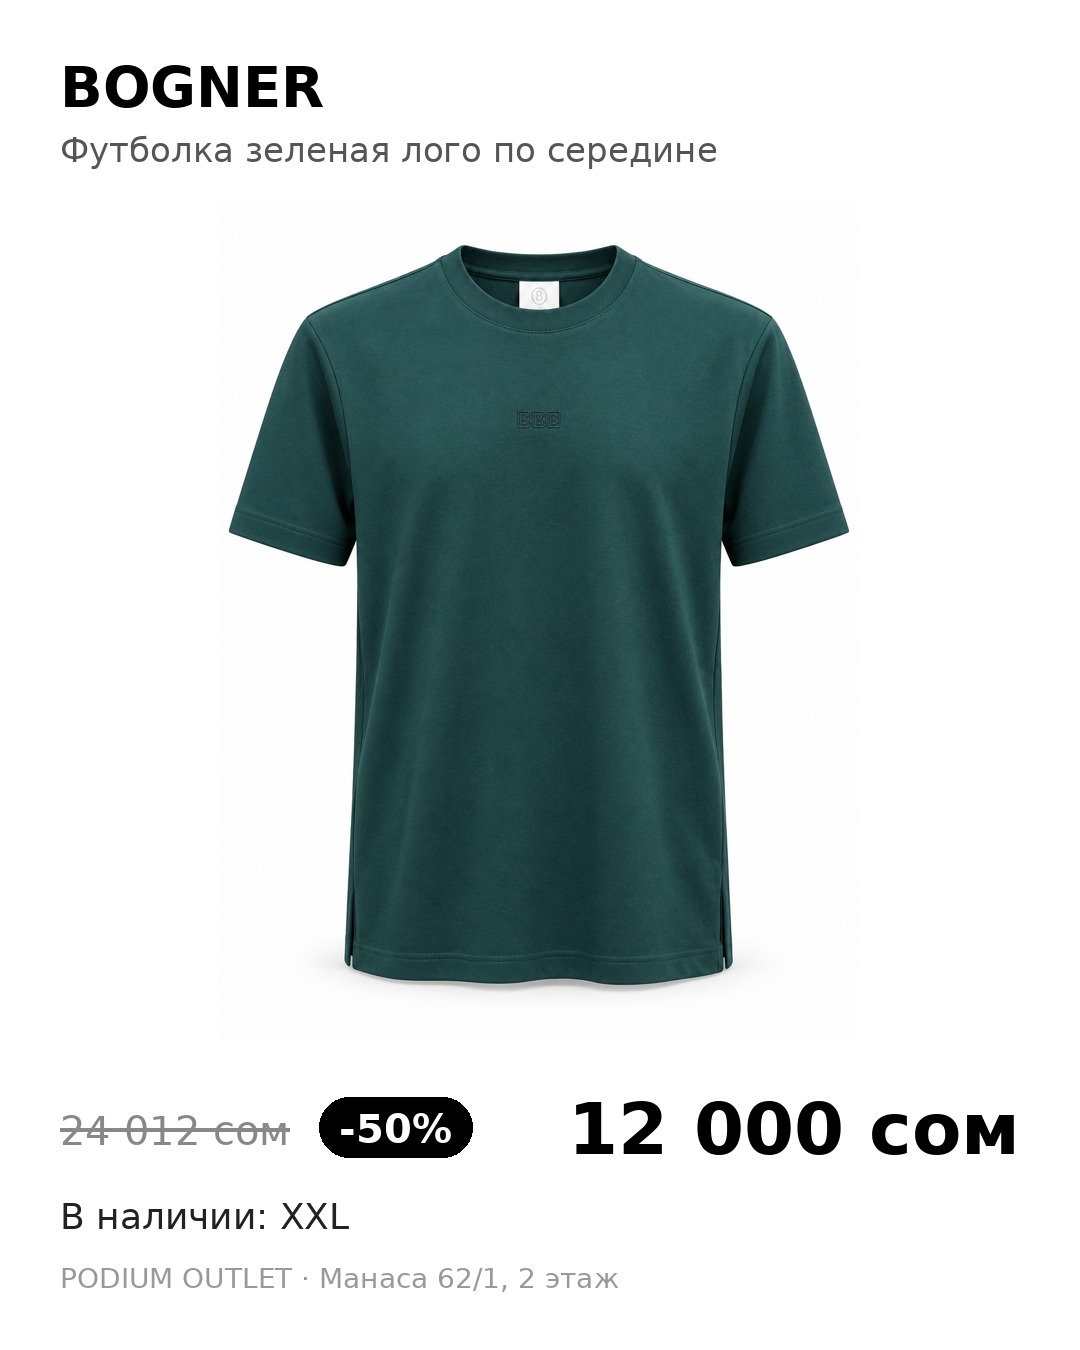 BOGNER
Футболка зеленая лого по середине
B
BBB
24 012 сом -50% 12 000 сом
В наличии: XXL
PODIUM OUTLET · Манаса 62/1, 2 этаж